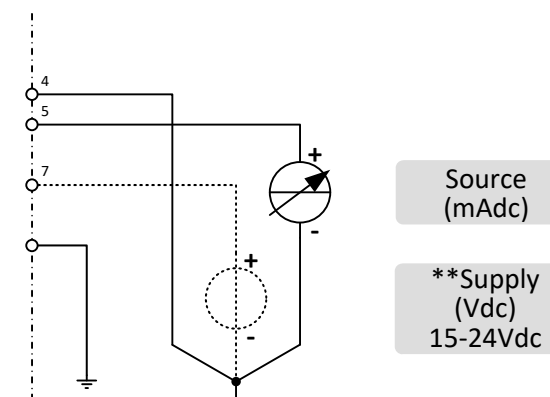 4
5
7
+
-
+
-
Source
(mAdc)
**Supply
(Vdc)
15-24Vdc